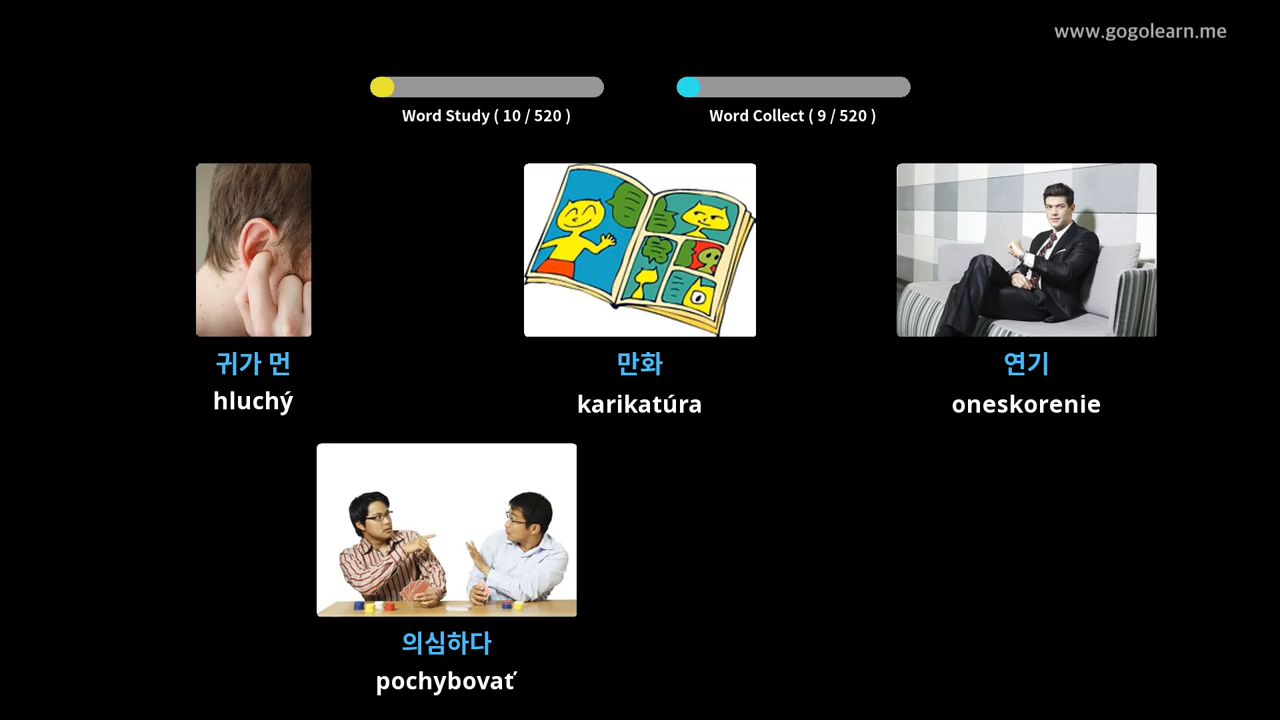 www.gogolearn.me
Word Study ( 10 / 520 )
Word Collect ( 9 / 520 )
귀가 먼
hluchý
만화
karikatúra
연기
oneskorenie
의심하다
pochybovať